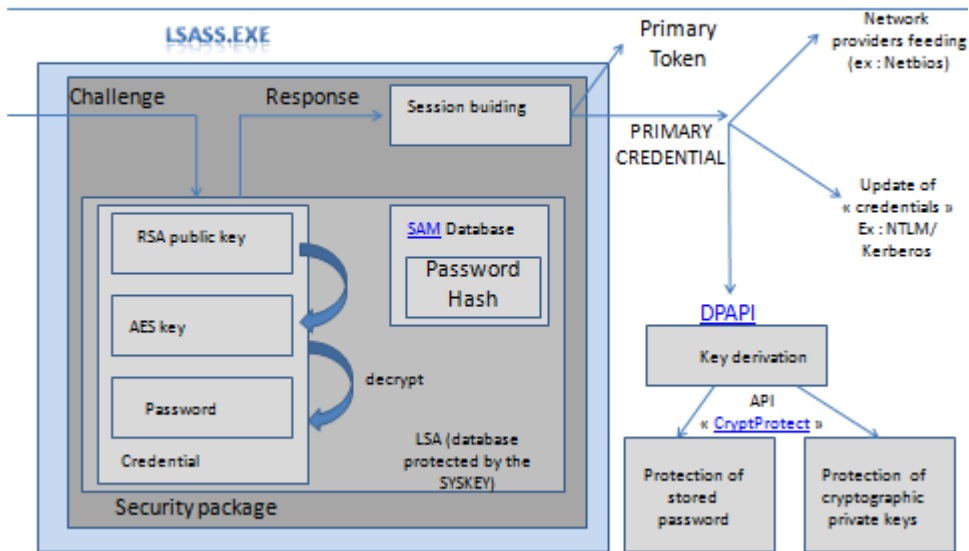 LSASS.EXE
Primary
Token
Network
providers feeding
(ex : Netbios)
Challenge
Response
Session buiding
PRIMARY
CREDENTIAL
Update of
« credentials »
Ex : NTLM/
Kerberos
RSA public key
SAM Database
Password
Hash
AES key
decrypt
Password
Credential
LSA (database
protected by the
SYSKEY)
Security package
DPAPI
Key derivation
API
« CryptProtect »
Protection of
stored
password
Protection of
cryptographic
private keys